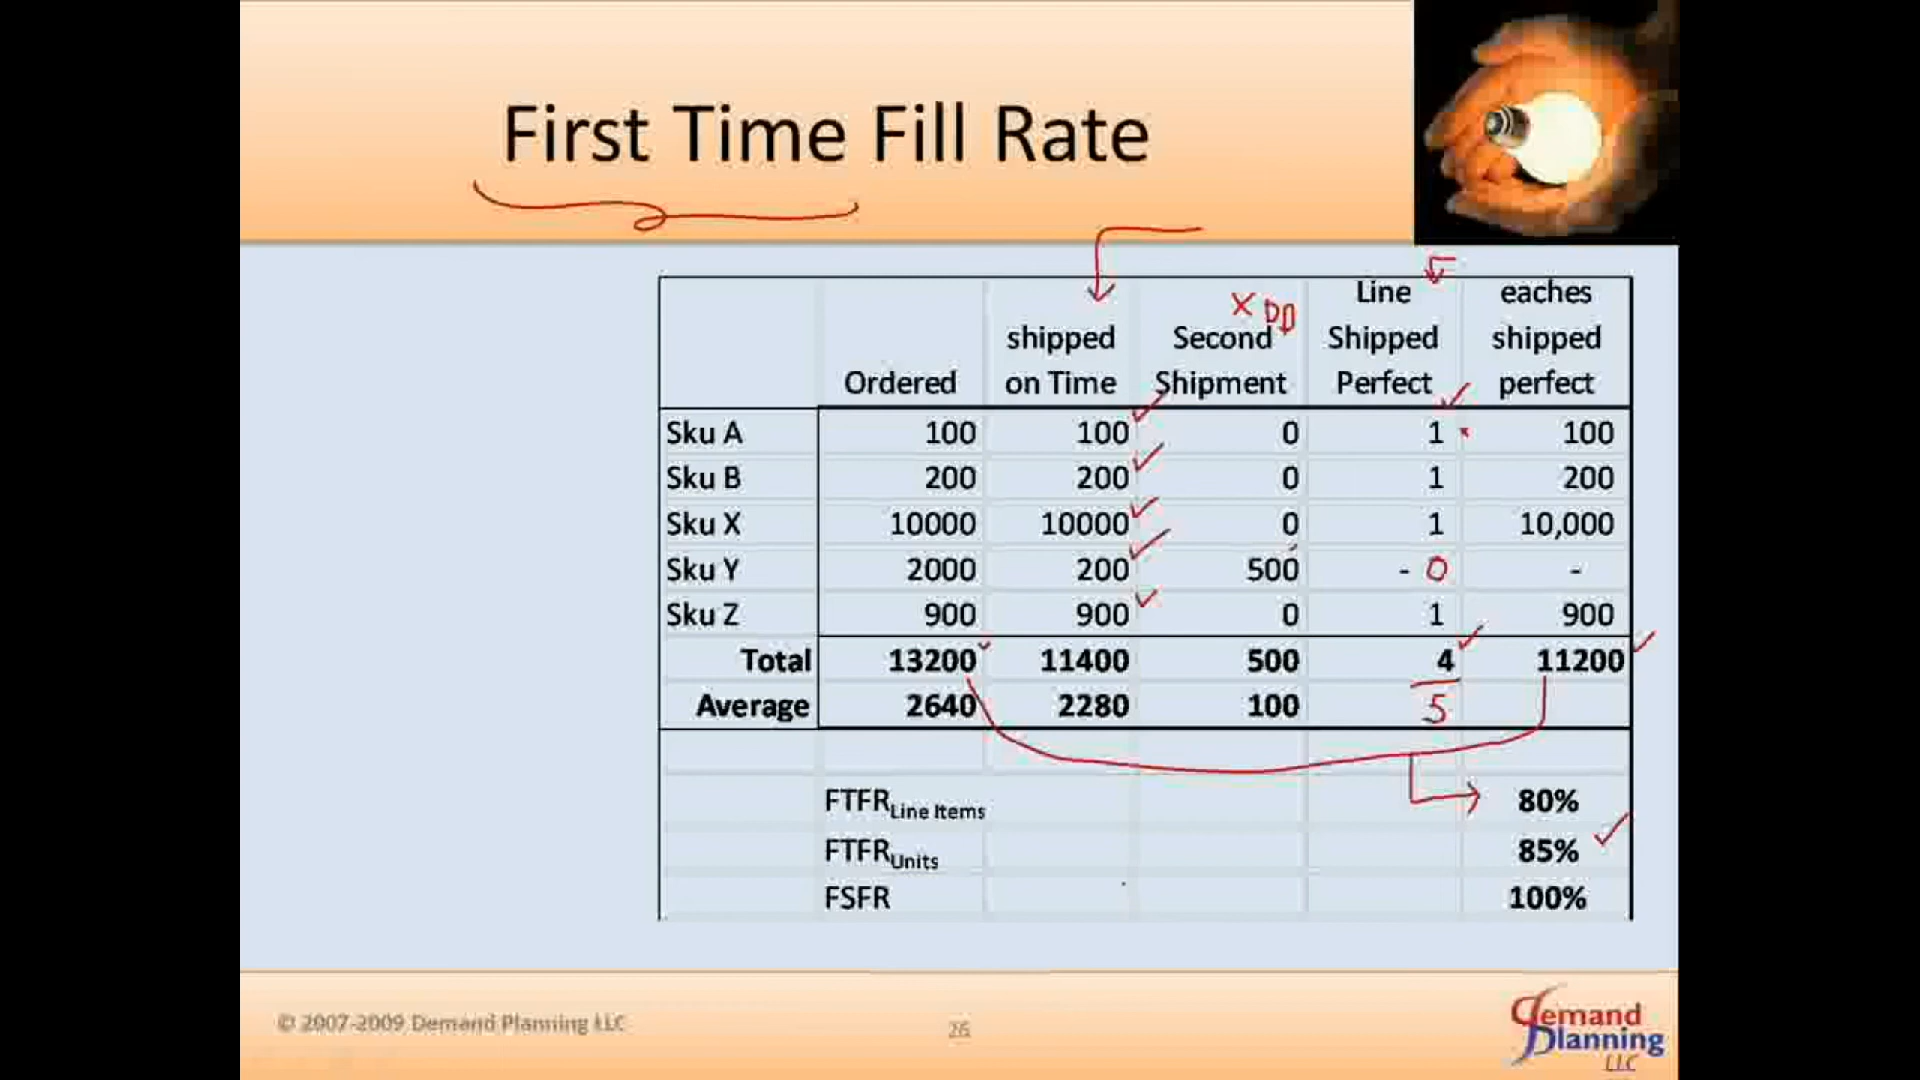 First Time Fill Rate
Ordered shipped on Time Second Shipment Line Shipped Perfect eaches shipped perfect
X DD
Sku A 100 100 0 1 100
Sku B 200 200 0 1 200
Sku X 10000 10000 0 1 10,000
Sku Y 2000 200 500 - 0 -
Sku Z 900 900 0 1 900
Total 13200 11400 500 4 11200
Average 2640 2280 100 5
FTFR Line Items 80%
FTFR Units 85%
FSFR 100%
© 2007-2009 Demand Planning LLC
26
Demand
Planning
LLC